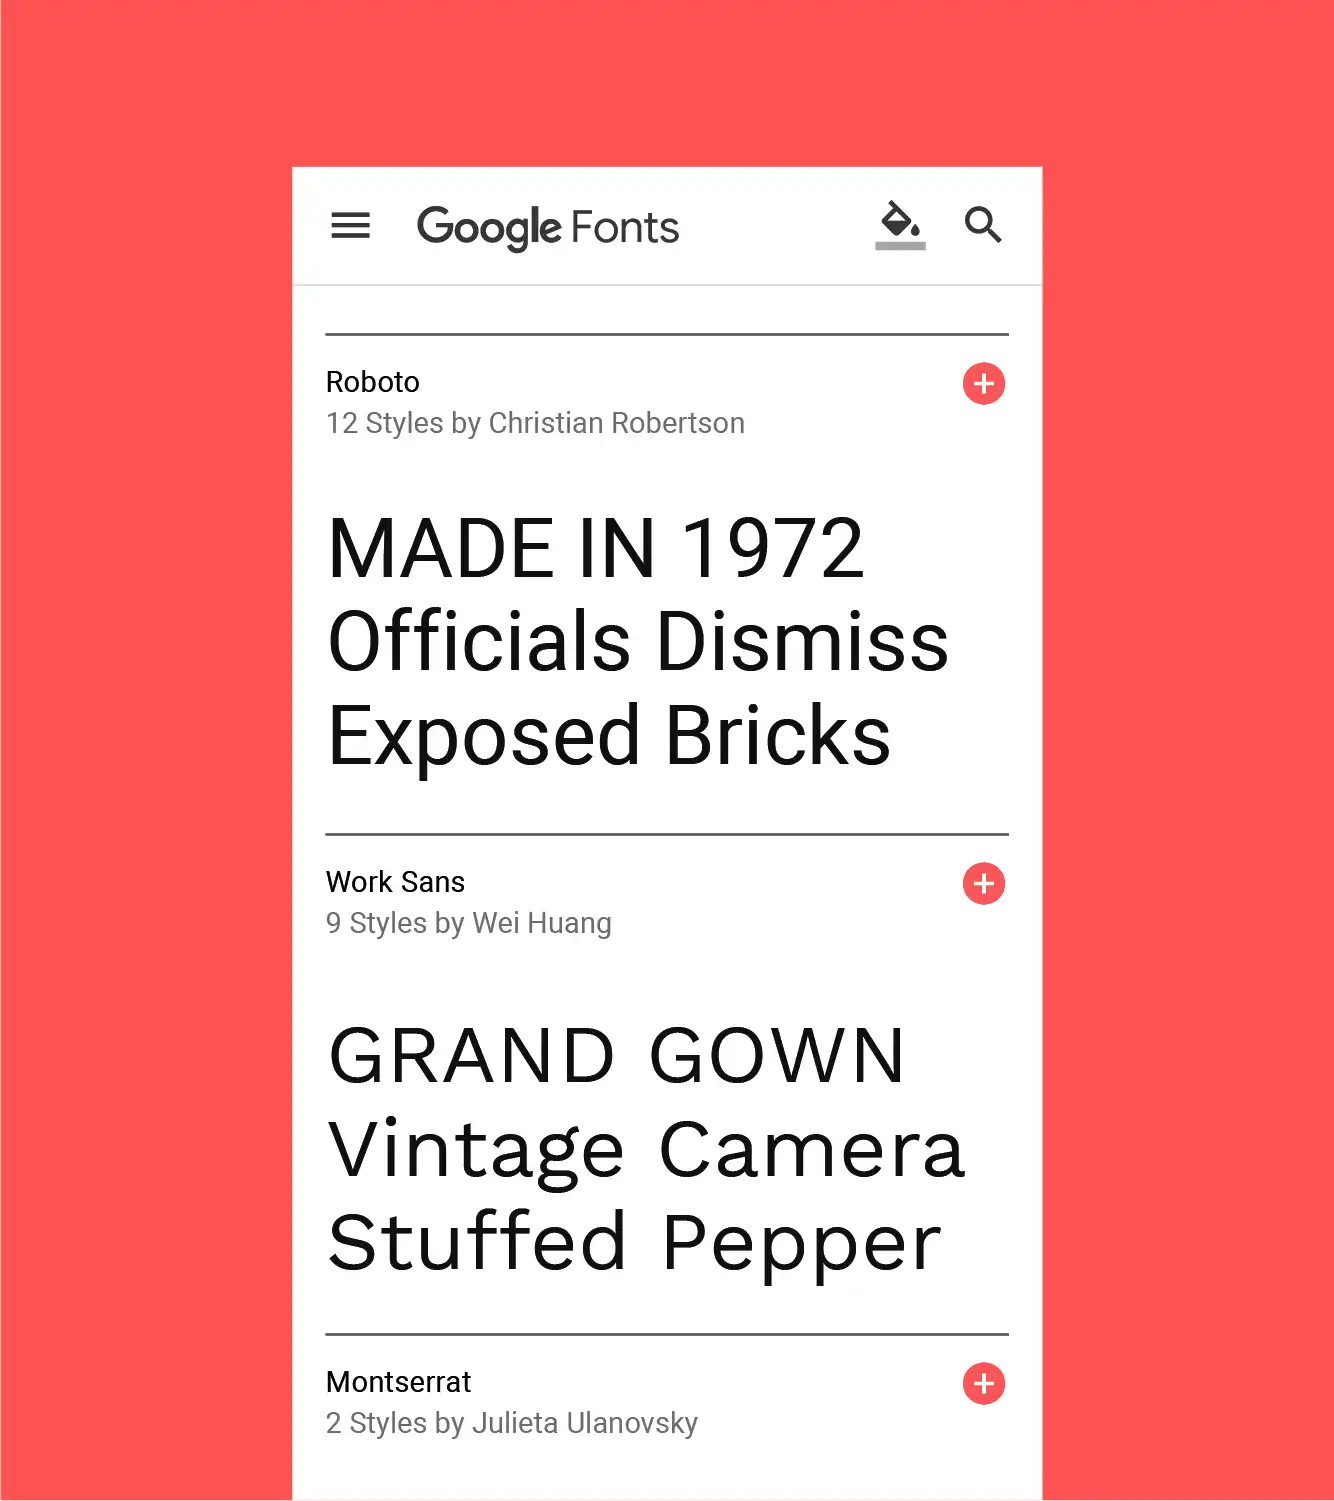 Google Fonts
Roboto
12 Styles by Christian Robertson
MADE IN 1972
Officials Dismiss
Exposed Bricks
Work Sans
9 Styles by Wei Huang
GRAND GOWN
Vintage Camera
Stuffed Pepper
Montserrat
2 Styles by Julieta Ulanovsky